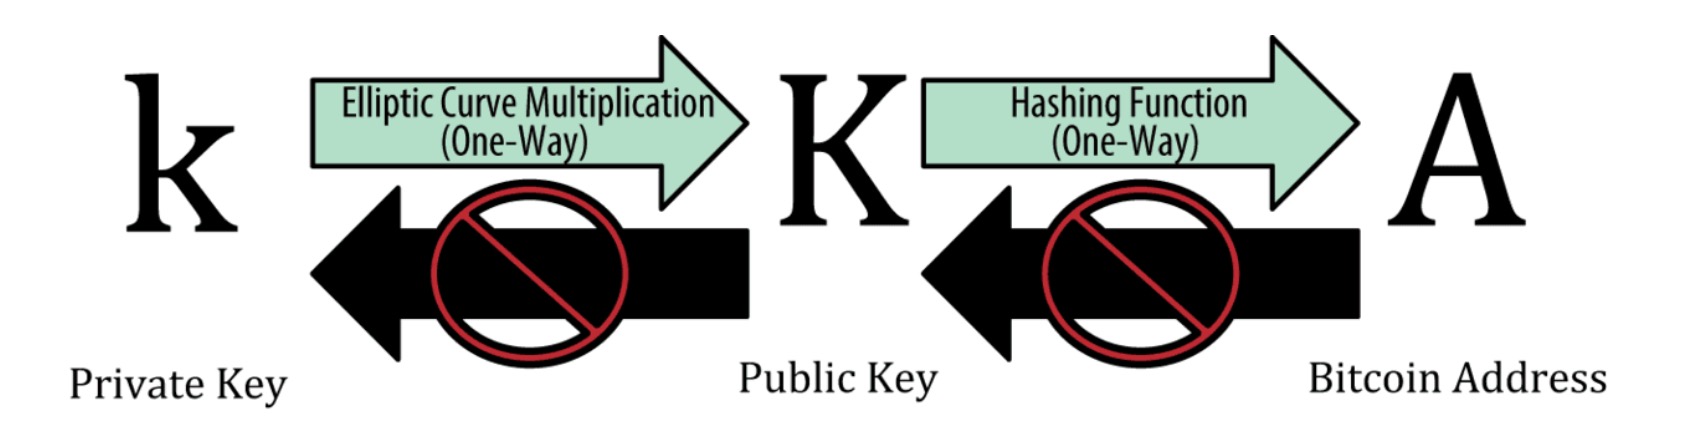 k
Elliptic Curve Multiplication
(One-Way)
K
Hashing Function
(One-Way)
A
Private Key
Public Key
Bitcoin Address